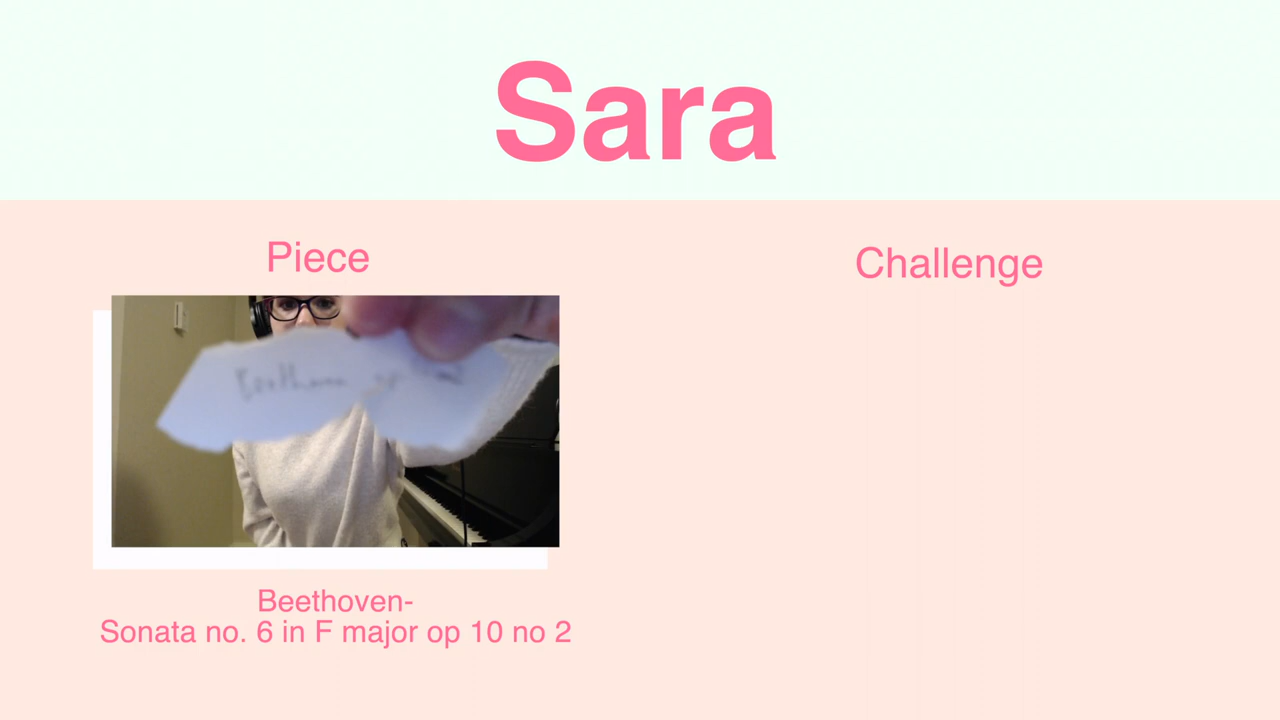 Sara
Piece
Challenge
Beethoven-
Sonata no. 6 in F major op 10 no 2